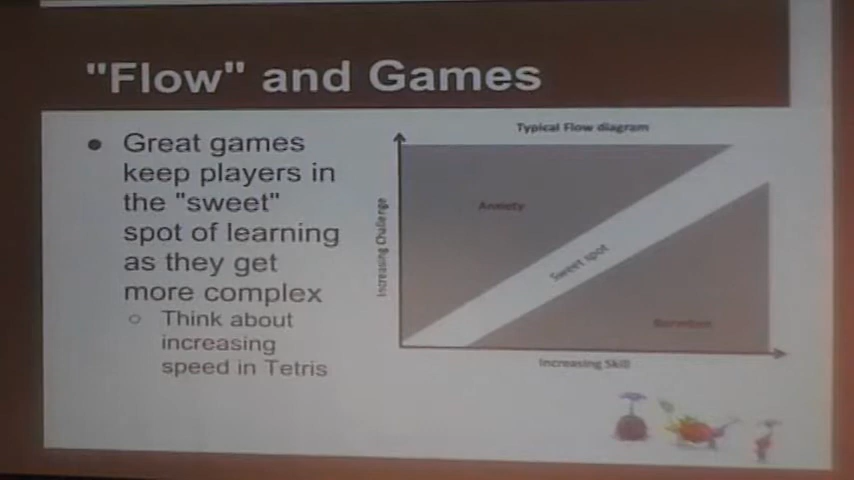 "Flow" and Games
● Great games
keep players in
the "sweet"
spot of learning
as they get
more complex
○ Think about
increasing
speed in Tetris
Typical Flow diagram
Increasing Challenge
Anxiety
Sweet spot
Boredom
Increasing Skill